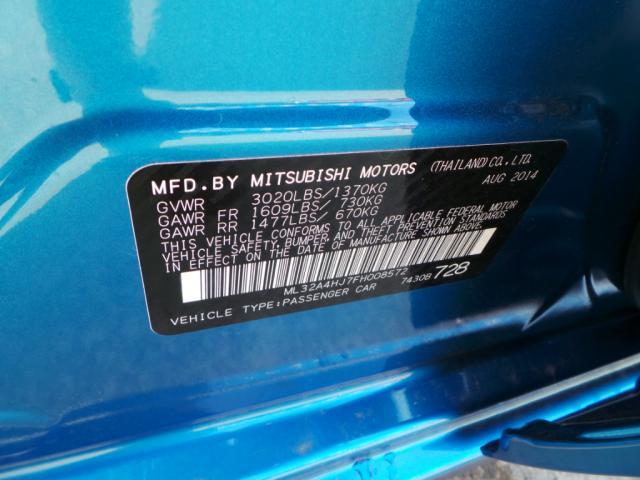 MFD. BY MITSUBISHI MOTORS (THAILAND) CO., LTD.
GVWR 3020LBS/1370KG AUG 2014
GAWR FR 1609LBS/ 730KG
GAWR RR 1477LBS/ 670KG
THIS VEHICLE CONFORMS TO ALL APPLICABLE FEDERAL MOTOR
VEHICLE SAFETY, BUMPER, AND THEFT PREVENTION STANDARDS
IN EFFECT ON THE DATE OF MANUFACTURE SHOWN ABOVE.
ML32A4HJ7FH008572
VEHICLE TYPE:PASSENGER CAR 7430B 728